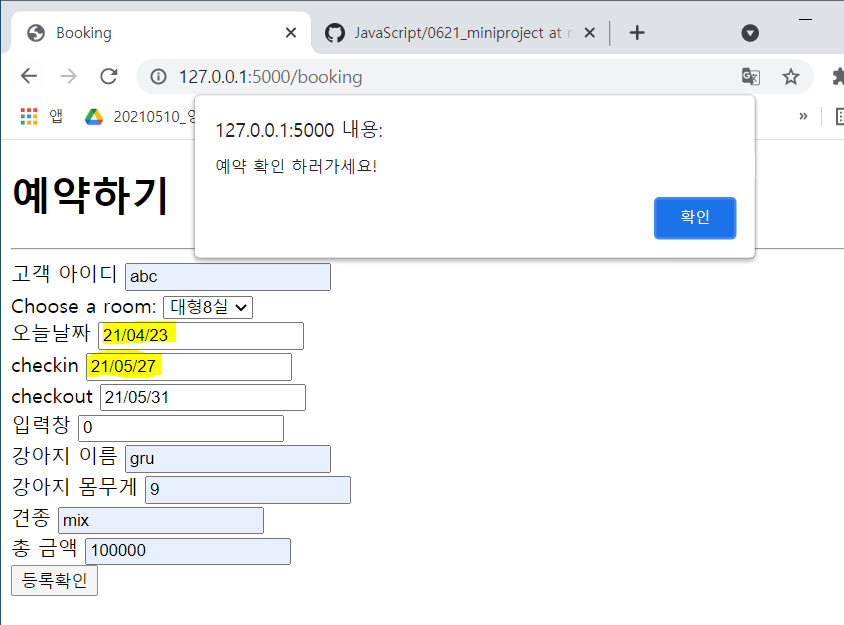 Booking
JavaScript/0621_miniproject at
127.0.0.1:5000/booking
앱
20210510_
127.0.0.1:5000 내용:
예약 확인 하러가세요!
확인
예약하기
고객 아이디 abc
Choose a room: 대형8실
오늘날짜 21/04/23
checkin 21/05/27
checkout 21/05/31
입력창 0
강아지 이름 gru
강아지 몸무게 9
견종 mix
총 금액 100000
등록확인